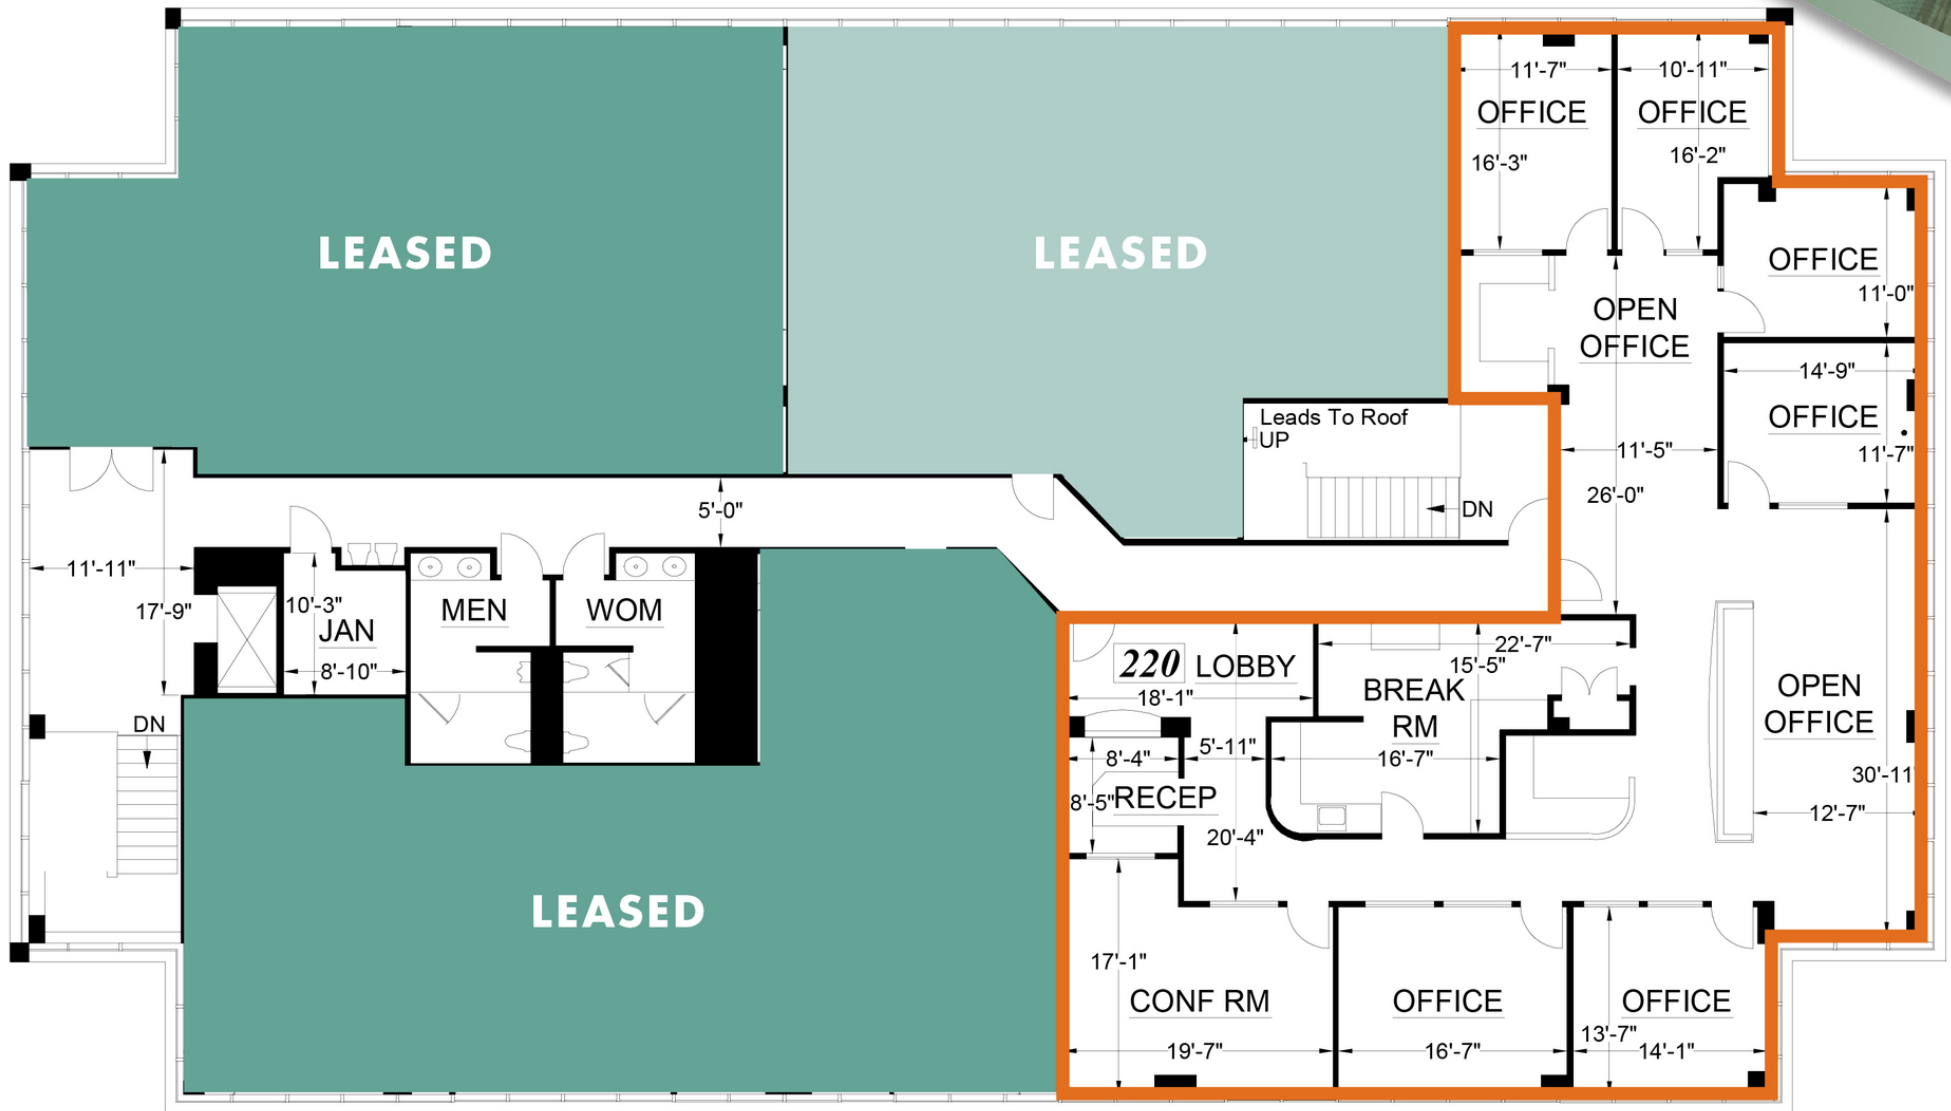 11'-7"
10'-11"
OFFICE
OFFICE
16'-3"
16'-2"
LEASED
LEASED
OFFICE
11'-0"
OPEN
OFFICE
14'-9"
OFFICE
11'-7"
Leads To Roof
UP
11'-5"
26'-0"
DN
5'-0"
11'-11"
17'-9"
10'-3"
JAN
8'-10"
MEN
WOM
220 LOBBY
18'-1"
22'-7"
15'-5"
BREAK
RM
16'-7"
OPEN
OFFICE
DN
5'-11"
8'-4"
8'-5"
RECEP
20'-4"
30'-11
12'-7"
LEASED
17'-1"
CONF RM
19'-7"
OFFICE
16'-7"
OFFICE
13'-7"
14'-1"